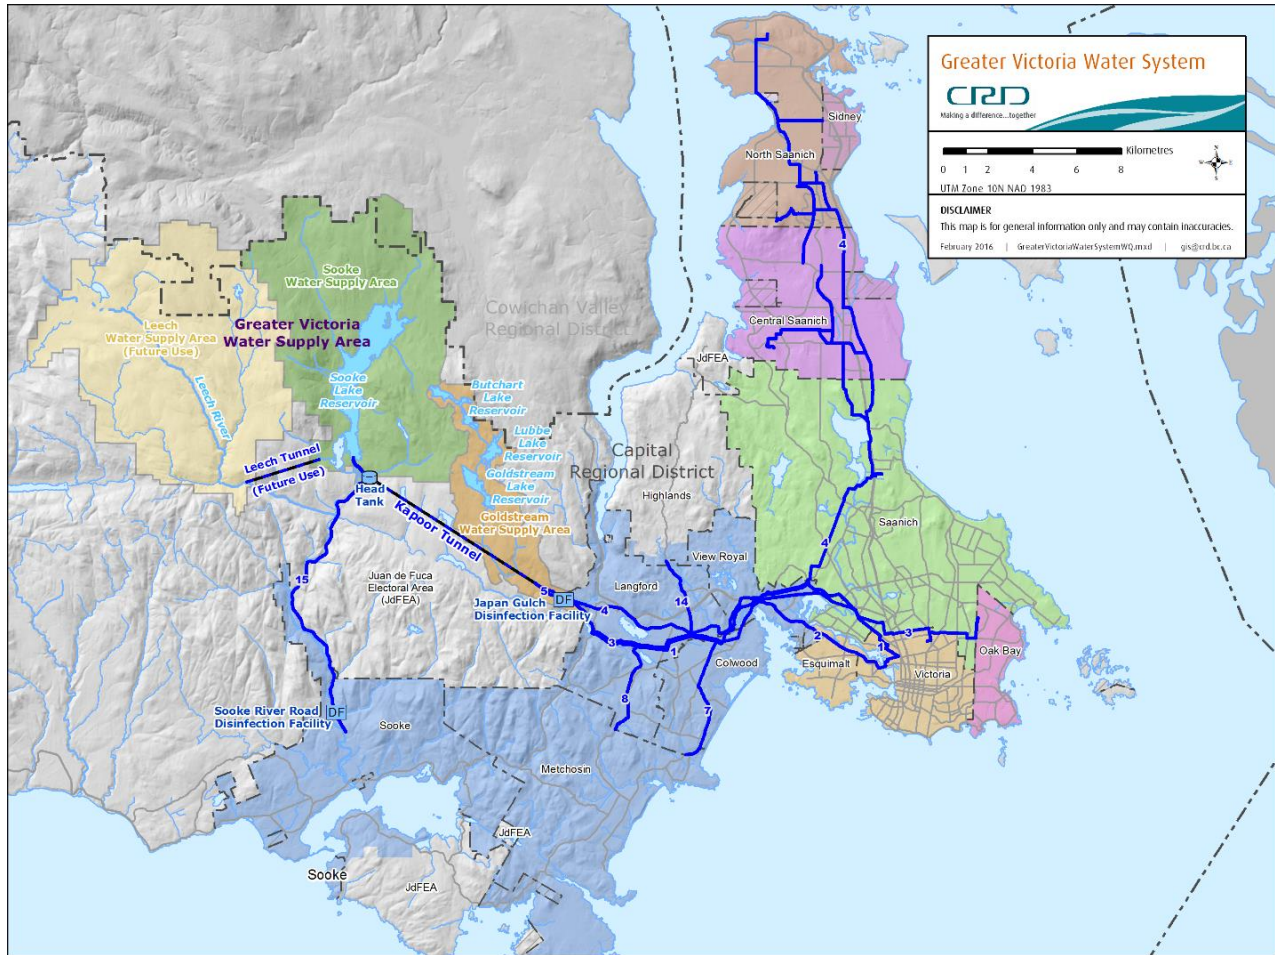 Greater Victoria Water System
CRD
Making a difference...together
Kilometres
0 1 2 4 6 8
UTM Zone 10N NAD 1983
DISCLAIMER
This map is for general information only and may contain inaccuracies.
February 2016 | GreaterVictoriaWaterSystemWQ.mxd | gis@crd.bc.ca
N
W E
S
Sidney
North Saanich
4
Sooke
Water Supply Area
Cowichan Valley
Regional District
Leech
Water Supply Area
(Future Use)
Greater Victoria
Water Supply Area
Central Saanich
JdFEA
Sooke
Lake
Reservoir
Butchart
Lake
Reservoir
Leech River
Lubbe
Lake
Reservoir
Capital
Regional District
Leech Tunnel
(Future Use)
Goldstream
Lake
Reservoir
Head
Tank
Highlands
Goldstream
Water Supply Area
Kapoor Tunnel
Saanich
4
View Royal
15
Juan de Fuca
Electoral Area
(JdFEA)
Langford
5
Japan Gulch
Disinfection Facility
DF
4
14
3
1
2
1
3
Oak Bay
Colwood
Esquimalt
Victoria
8
7
Sooke River Road
Disinfection Facility
DF
Sooke
Metchosin
JdFEA
Sooke
JdFEA